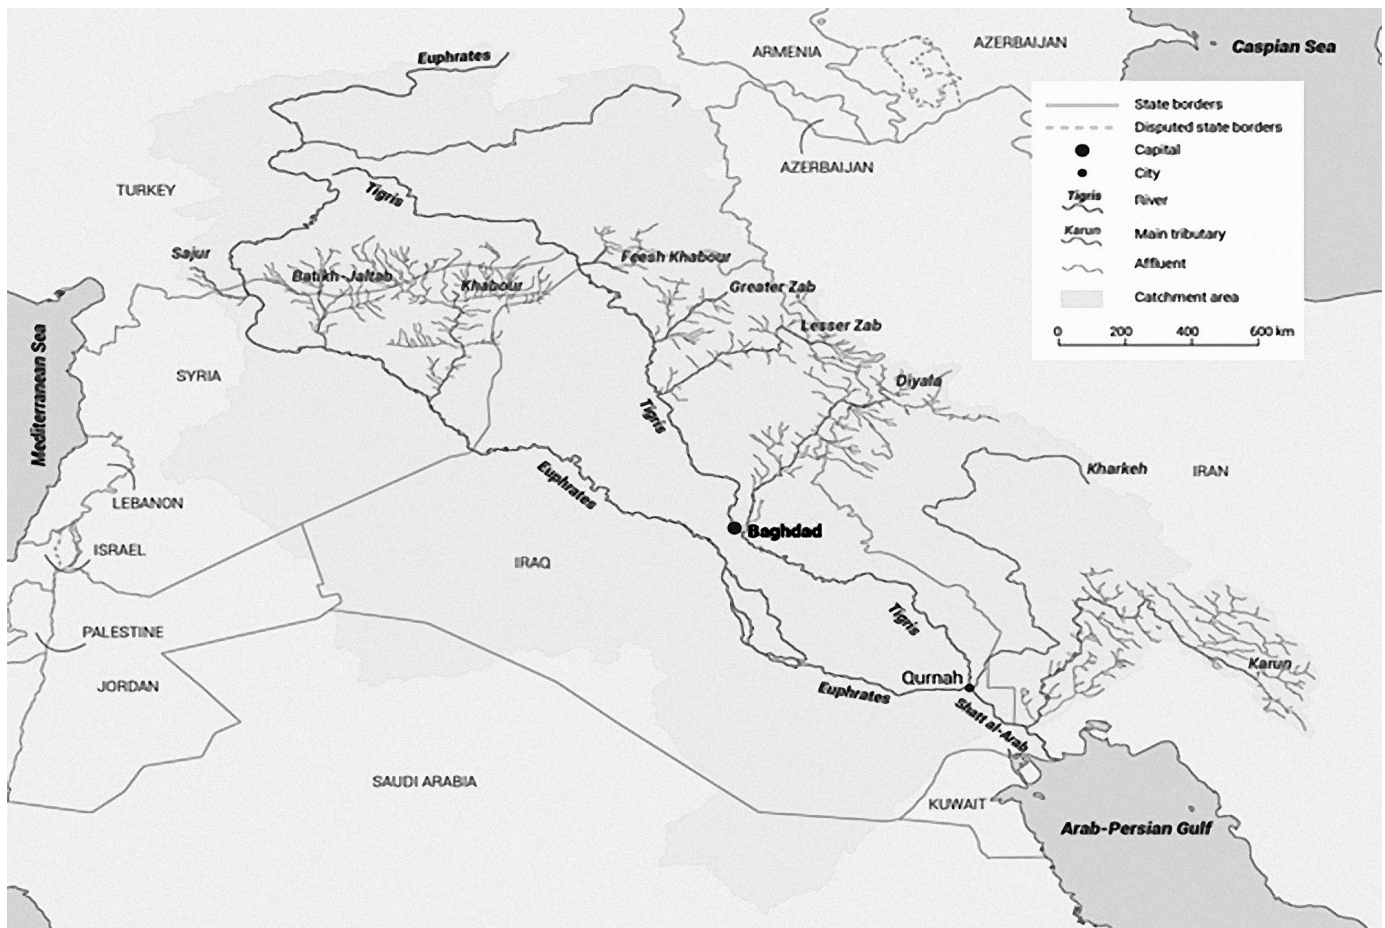 Euphrates
ARMENIA
AZERBAIJAN
Caspian Sea
State borders
Disputed state borders
Capital
City
Tigris
River
Karun
Main tributary
Affluent
Catchment area
0 200 400 600 km
AZERBAIJAN
TURKEY
Tigris
Sajur
Batikh-Jaltab
Khabour
Feesh Khabour
Greater Zab
Lesser Zab
Diyala
Mediterranean Sea
SYRIA
Tigris
Euphrates
Kharkeh
IRAN
LEBANON
Baghdad
ISRAEL
IRAQ
PALESTINE
Tigris
JORDAN
Qurnah
Karun
Euphrates
Shatt al-Arab
SAUDI ARABIA
KUWAIT
Arab-Persian Gulf